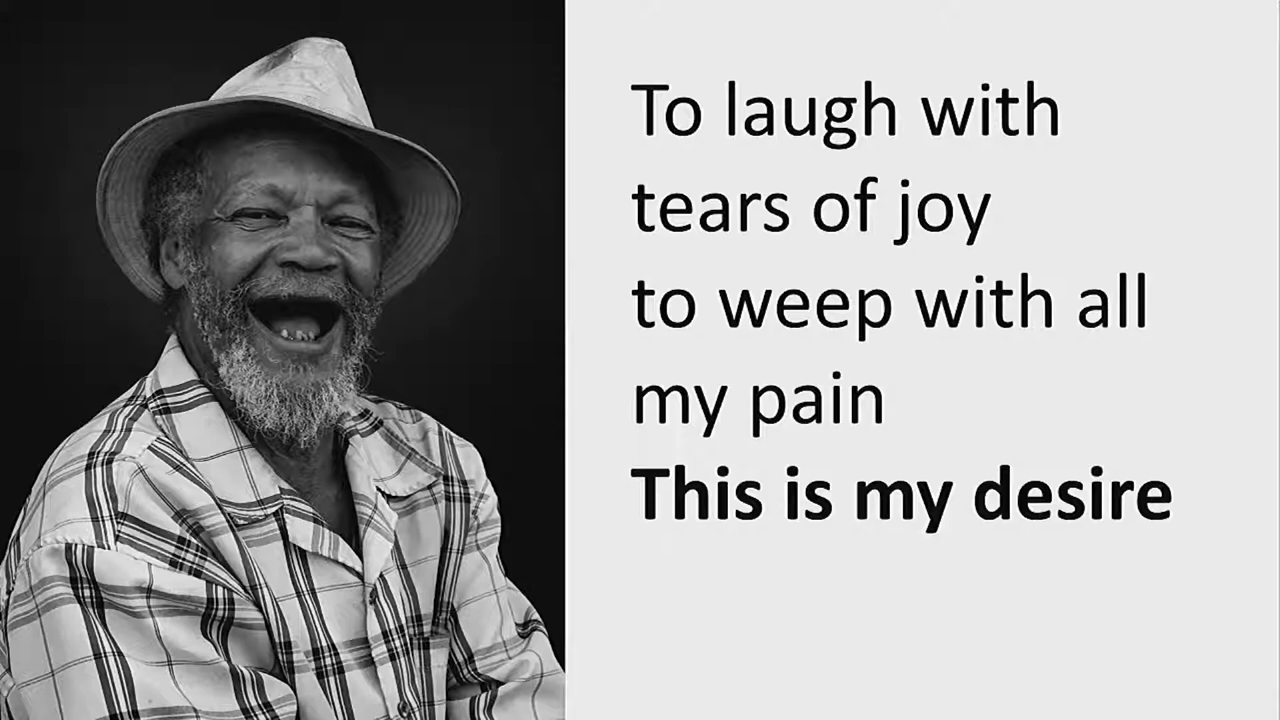 To laugh with
tears of joy
to weep with all
my pain
This is my desire